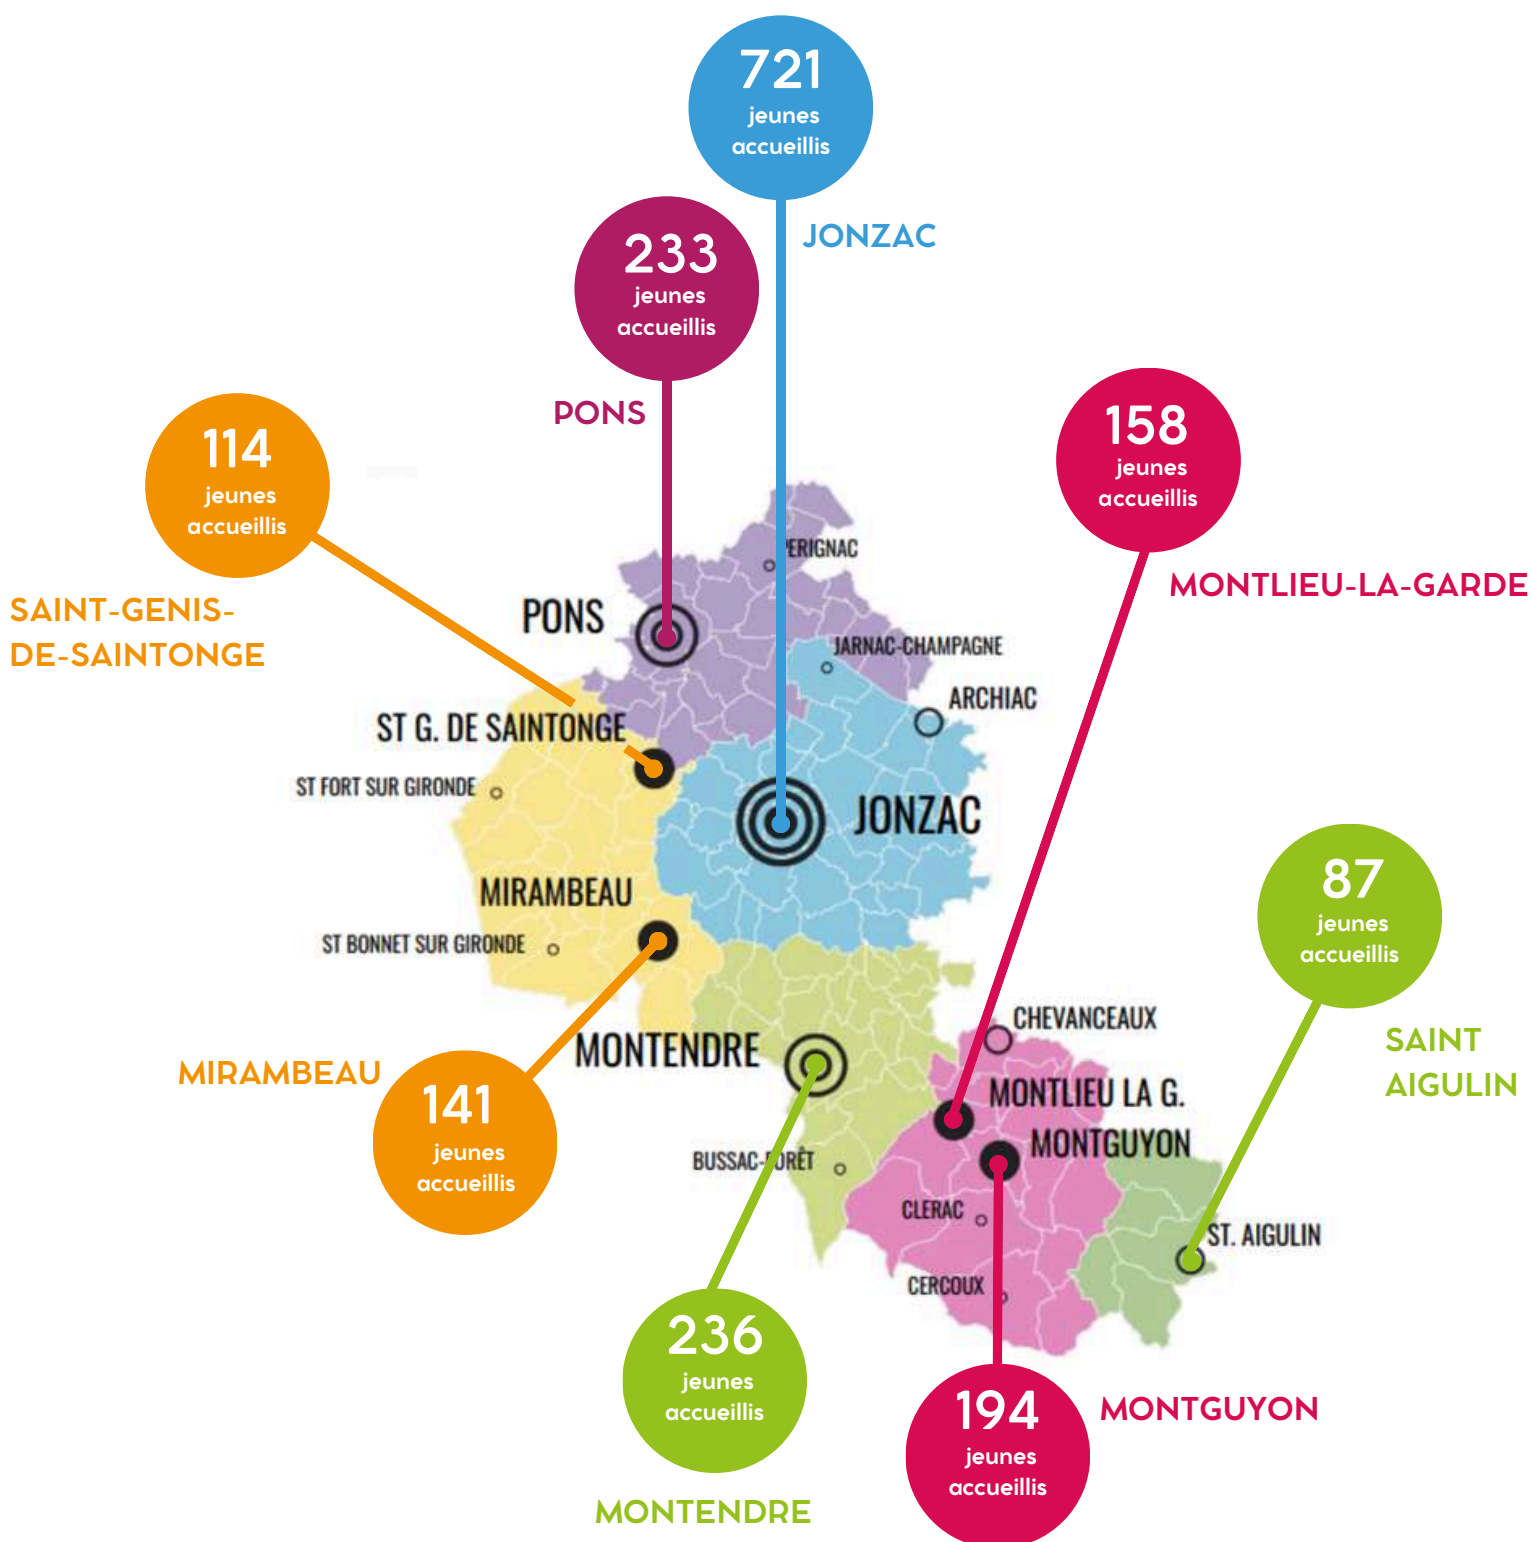 721
jeunes
accueillis
JONZAC
233
jeunes
accueillis
PONS
158
jeunes
accueillis
MONTLIEU-LA-GARDE
114
jeunes
accueillis
SAINT-GENIS-
DE-SAINTONGE
PERIGNAC
PONS
JARNAC-CHAMPAGNE
ARCHIAC
ST G. DE SAINTONGE
ST FORT SUR GIRONDE
JONZAC
MIRAMBEAU
ST BONNET SUR GIRONDE
87
jeunes
accueillis
SAINT
AIGULIN
CHEVANCEAUX
MONTENDRE
MIRAMBEAU
141
jeunes
accueillis
MONTLIEU LA G.
MONTGUYON
BUSSAC-FORÊT
CLERAC
ST. AIGULIN
CERCOUX
236
jeunes
accueillis
MONTENDRE
194
jeunes
accueillis
MONTGUYON